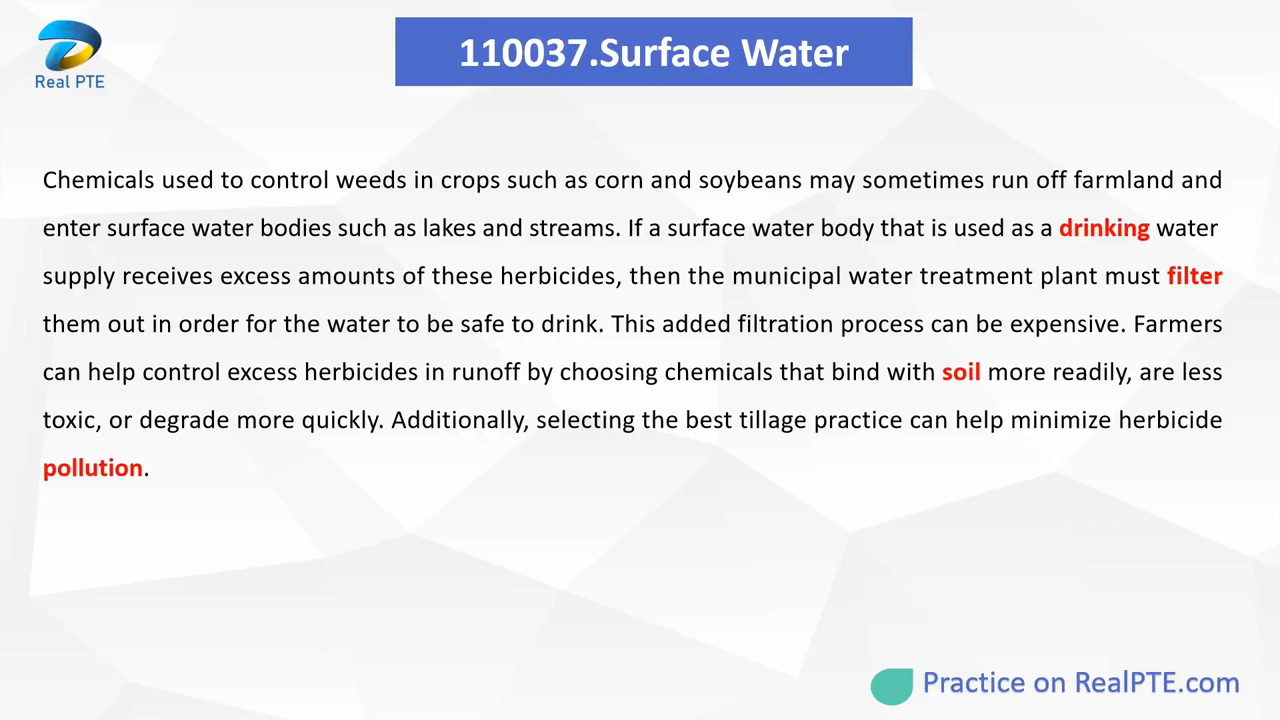 110037.Surface Water
Real PTE
Chemicals used to control weeds in crops such as corn and soybeans may sometimes run off farmland and
enter surface water bodies such as lakes and streams. If a surface water body that is used as a drinking water
supply receives excess amounts of these herbicides, then the municipal water treatment plant must filter
them out in order for the water to be safe to drink. This added filtration process can be expensive. Farmers
can help control excess herbicides in runoff by choosing chemicals that bind with soil more readily, are less
toxic, or degrade more quickly. Additionally, selecting the best tillage practice can help minimize herbicide
pollution.
Practice on RealPTE.com